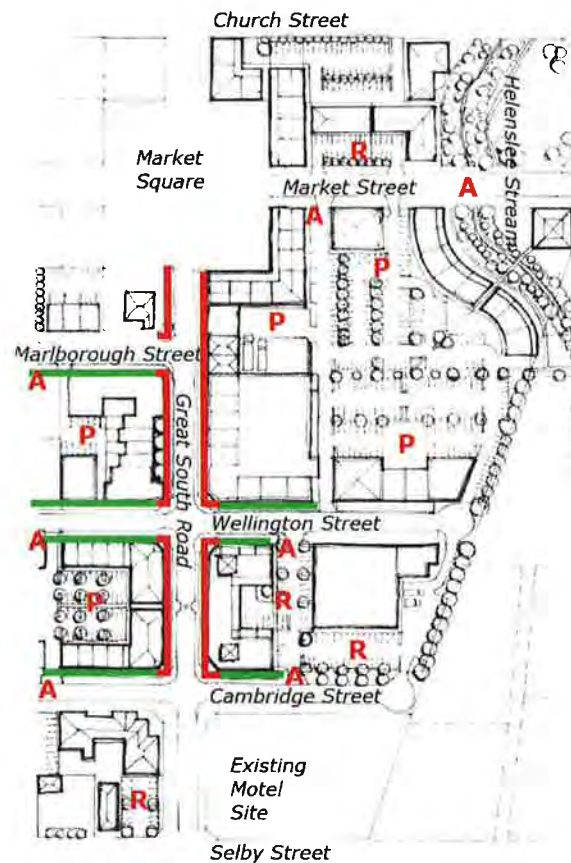 Church Street
Helenslee Stream
R
Market
Square
Market Street
A
A
P
P
Marlborough Street
A
Great South Road
P
P
Wellington Street
A
A
P
R
R
A
A
Cambridge Street
Existing
Motel
Site
R
Selby Street